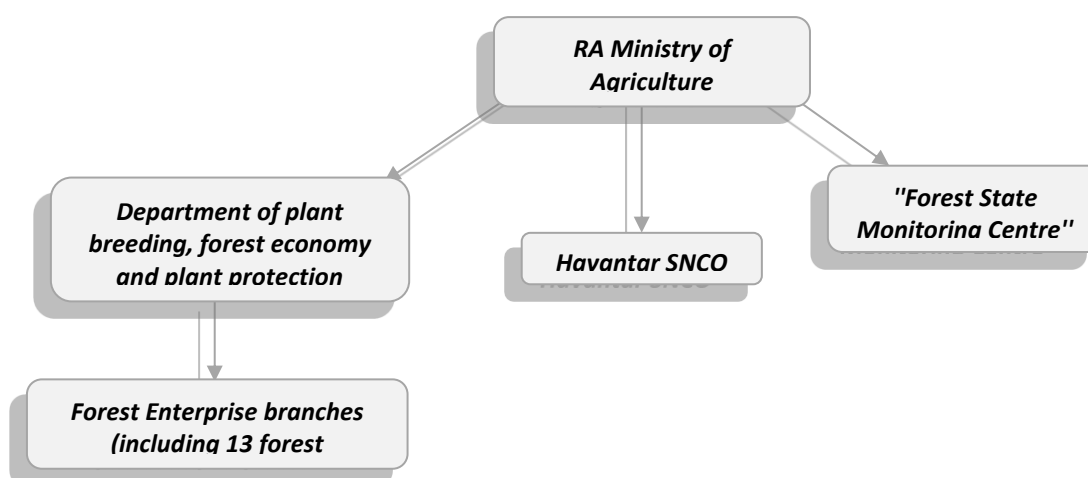 RA Ministry of
Agriculture
Department of plant
breeding, forest economy
and plant protection
Havantar SNCO
"Forest State
Monitoring Centre"
Forest Enterprise branches
(including 13 forest